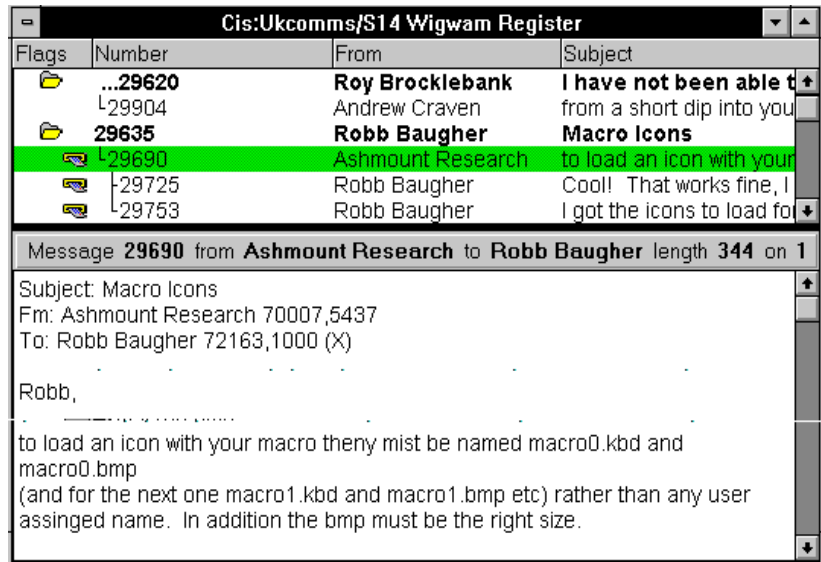 Cis:Ukcomms/S14 Wigwam Register
Flags Number From Subject
...29620 Roy Brocklebank I have not been able t
29904 Andrew Craven from a short dip into you
29635 Robb Baugher Macro Icons
29690 Ashmount Research to load an icon with your
29725 Robb Baugher Cool! That works fine, I
29753 Robb Baugher I got the icons to load for
Message 29690 from Ashmount Research to Robb Baugher length 344 on 1
Subject: Macro Icons
Fm: Ashmount Research 70007,5437
To: Robb Baugher 72163,1000 (X)
Robb,
to load an icon with your macro theny mist be named macro0.kbd and
macro0.bmp
(and for the next one macro1.kbd and macro1.bmp etc) rather than any user
assinged name. In addition the bmp must be the right size.